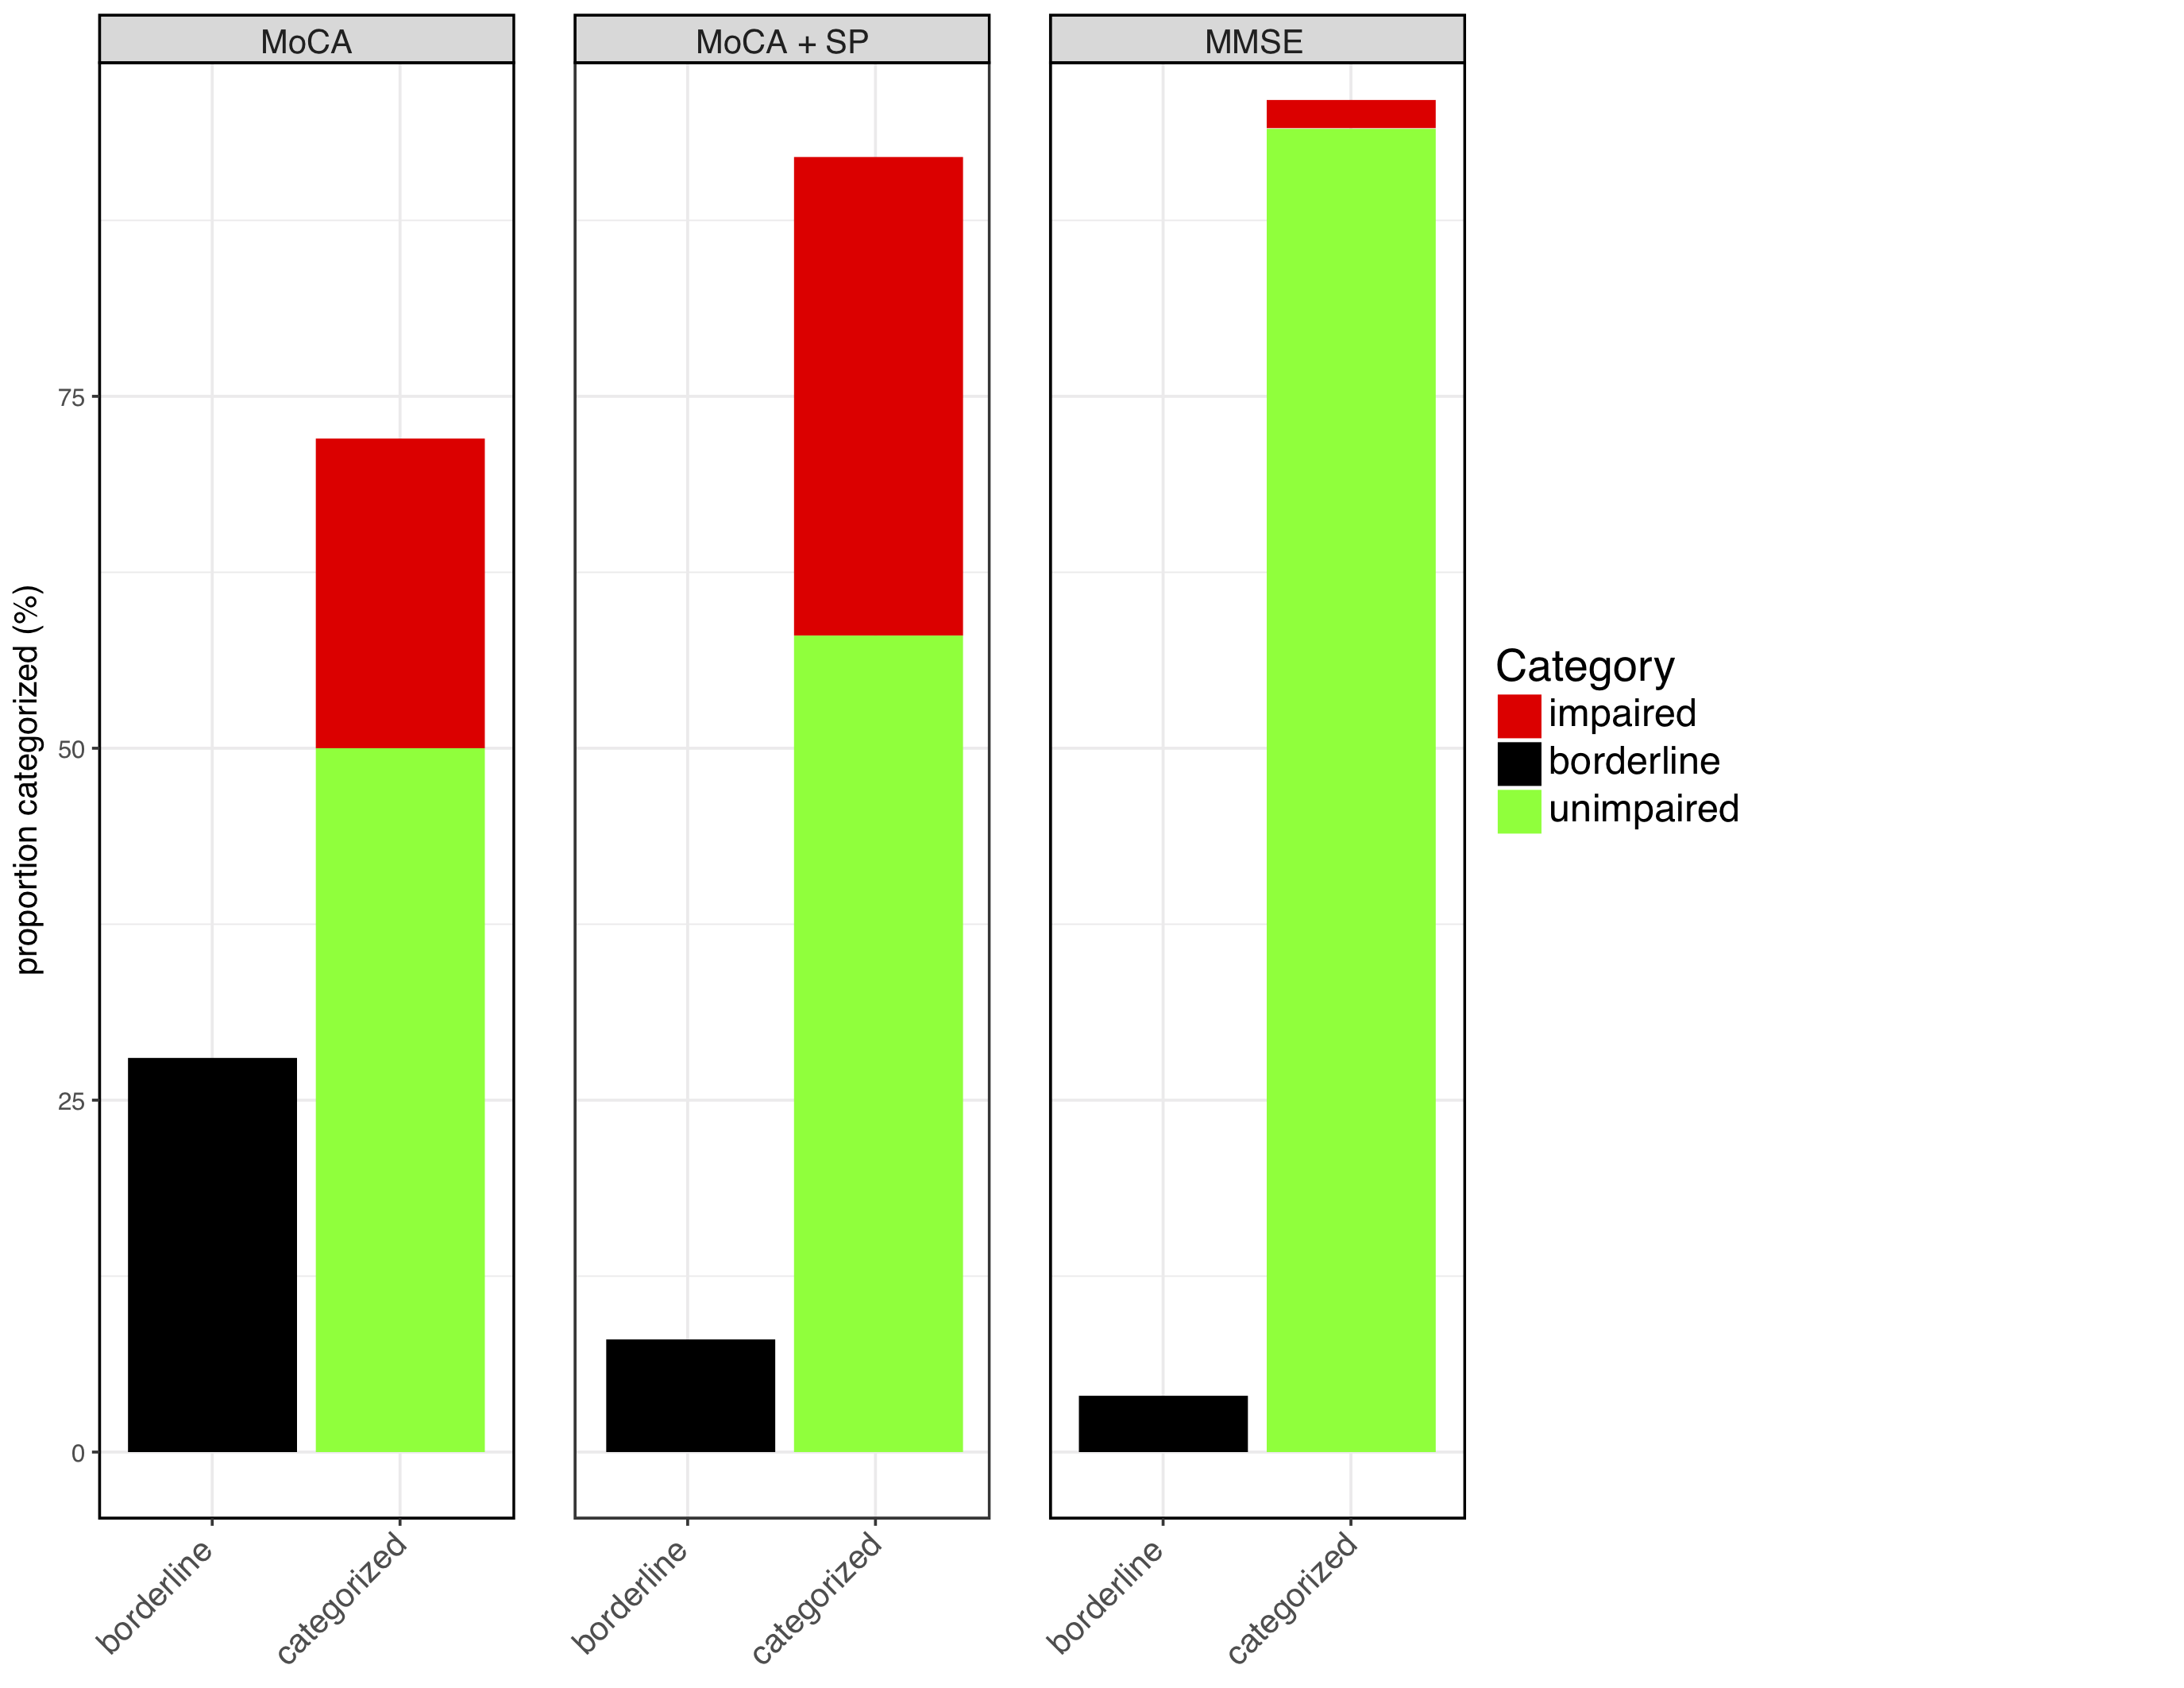 MoCA
MoCA + SP
MMSE
proportion categorized (%)
75
50
25
0
borderline
categorized
borderline
categorized
borderline
categorized
Category
impaired
borderline
unimpaired